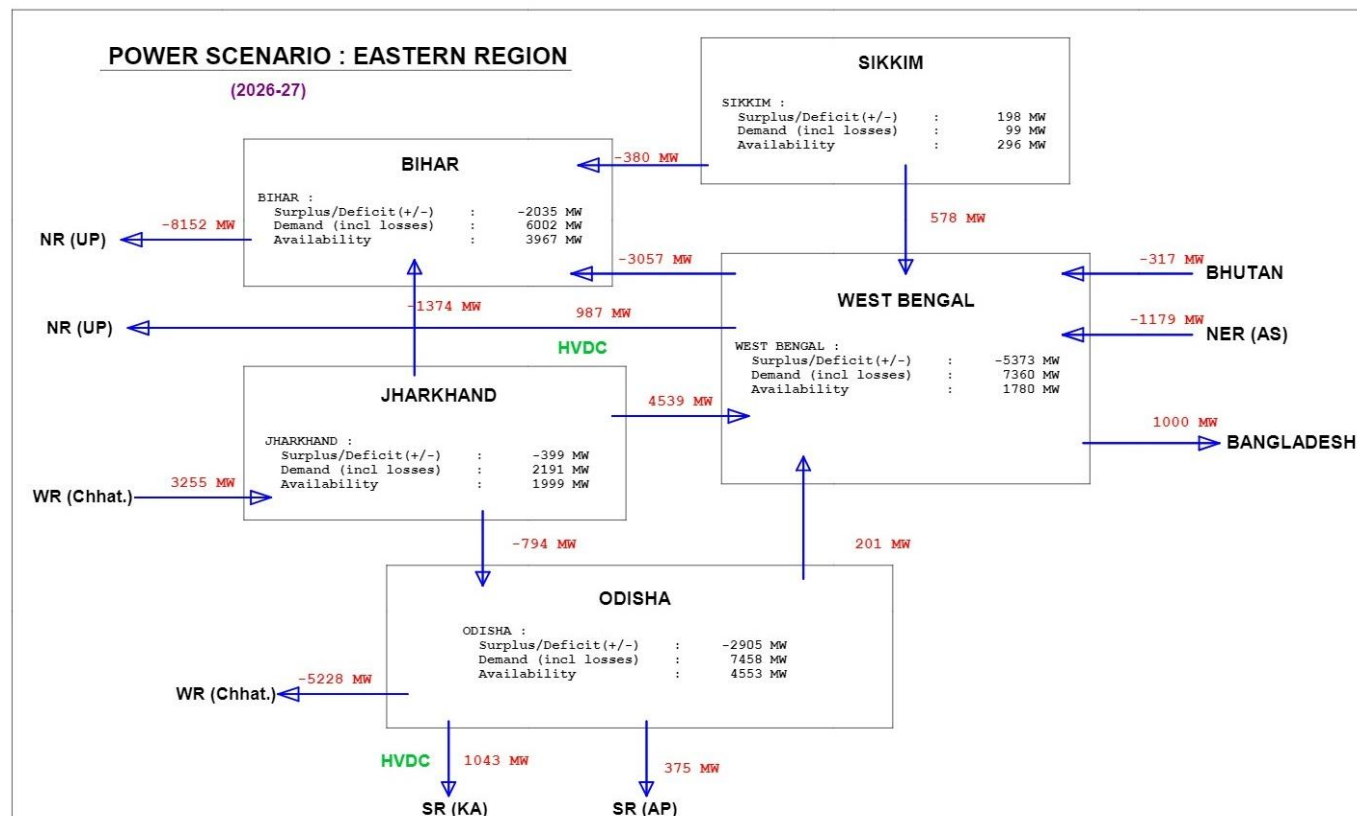 POWER SCENARIO : EASTERN REGION
(2026-27)
SIKKIM
SIKKIM :
Surplus/Deficit(+/-) : 198 MW
Demand (incl losses) : 99 MW
Availability : 296 MW
BIHAR
BIHAR :
Surplus/Deficit(+/-) : -2035 MW
Demand (incl losses) : 6002 MW
Availability : 3967 MW
-380 MW
578 MW
-8152 MW
NR (UP)
-3057 MW
-1374 MW
987 MW
NR (UP)
HVDC
WEST BENGAL
WEST BENGAL :
Surplus/Deficit(+/-) : -5373 MW
Demand (incl losses) : 7360 MW
Availability : 1780 MW
-317 MW
BHUTAN
-1179 MW
NER (AS)
1000 MW
BANGLADESH
JHARKHAND
JHARKHAND :
Surplus/Deficit(+/-) : -399 MW
Demand (incl losses) : 2191 MW
Availability : 1999 MW
4539 MW
3255 MW
WR (Chhat.)
-794 MW
201 MW
ODISHA
ODISHA :
Surplus/Deficit(+/-) : -2905 MW
Demand (incl losses) : 7458 MW
Availability : 4553 MW
-5228 MW
WR (Chhat.)
HVDC
1043 MW
375 MW
SR (KA)
SR (AP)